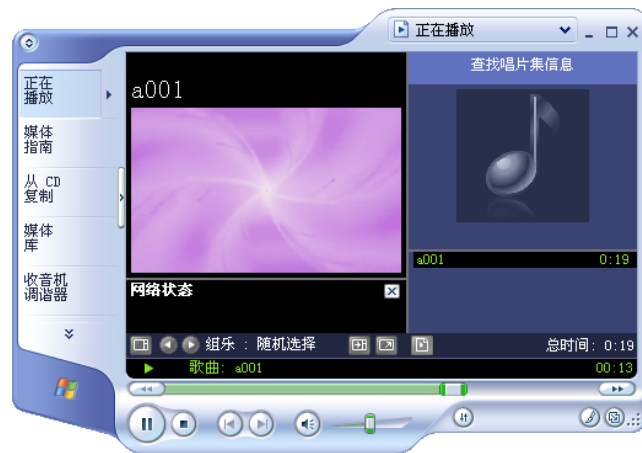 正在播放
正在
播放
媒体
指南
从 CD
复制
媒体
库
收音机
调谐器
a001
网络状态
查找唱片集信息
a001 0:19
组乐 : 随机选择
总时间: 0:19
歌曲: a001 00:13